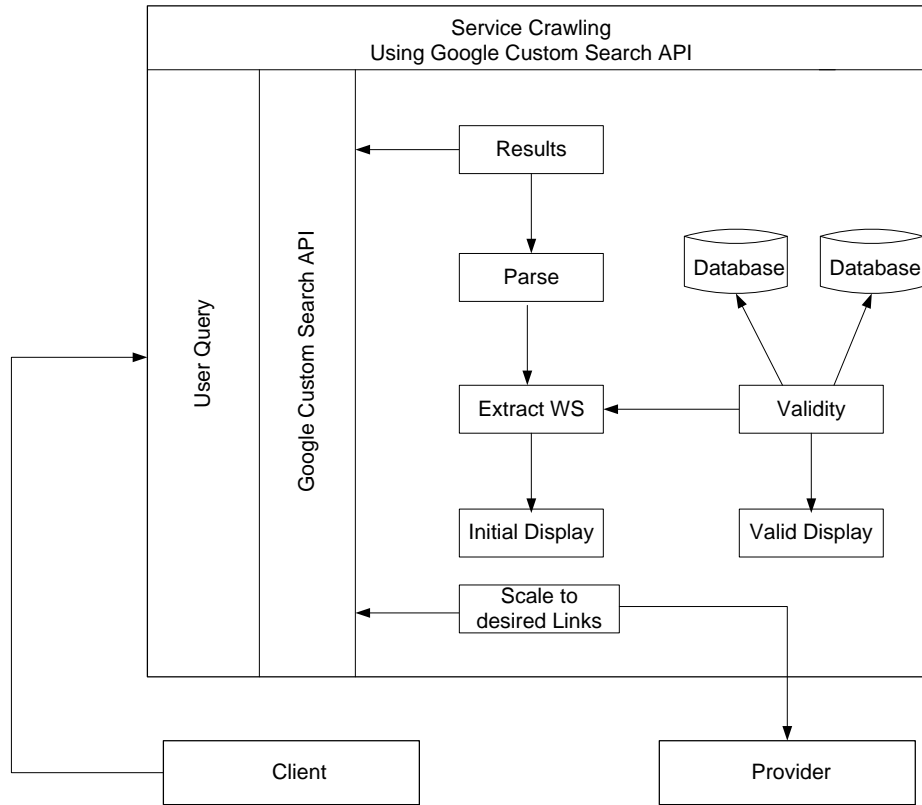 Service Crawling
Using Google Custom Search API
User Query
Google Custom Search API
Results
Parse
Database
Database
Extract WS
Validity
Initial Display
Valid Display
Scale to
desired Links
Client
Provider